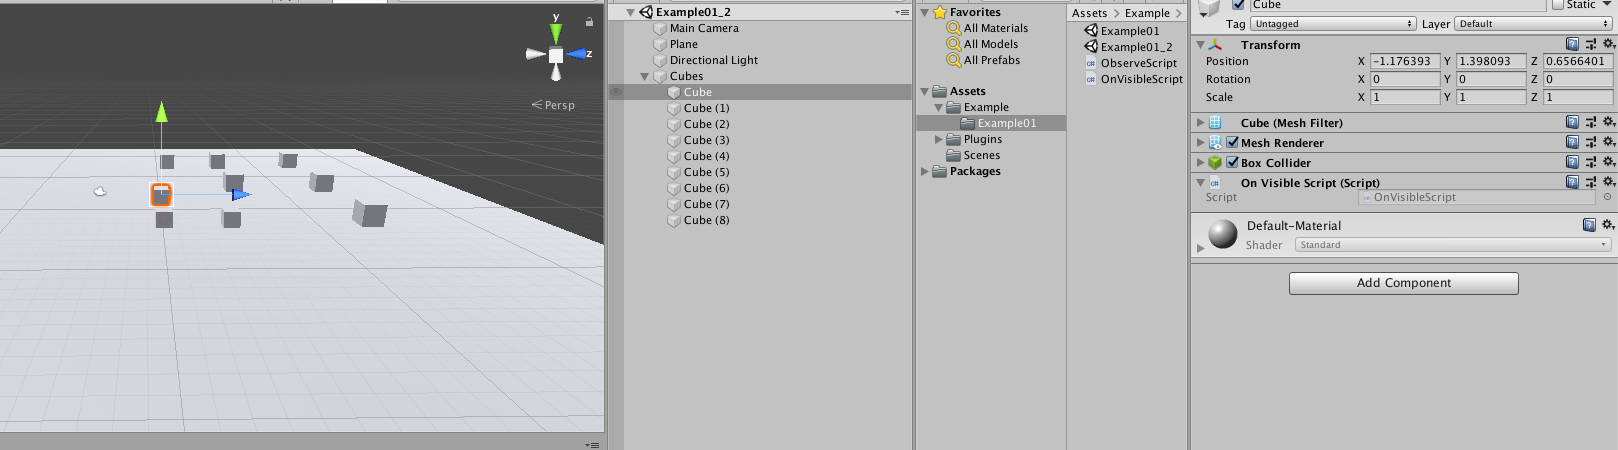 y
z
Persp
Example01_2
Main Camera
Plane
Directional Light
Cubes
Cube
Cube (1)
Cube (2)
Cube (3)
Cube (4)
Cube (5)
Cube (6)
Cube (7)
Cube (8)
Favorites
All Materials
All Models
All Prefabs
Assets
Example
Example01
Plugins
Scenes
Packages
Assets Example
Example01
Example01_2
ObserveScript
OnVisibleScript
Cube Static
Tag Untagged Layer Default
Transform
Position X -1.176393 Y 1.398093 Z 0.6566401
Rotation X 0 Y 0 Z 0
Scale X 1 Y 1 Z 1
Cube (Mesh Filter)
Mesh Renderer
Box Collider
On Visible Script (Script)
Script OnVisibleScript
Default-Material
Shader Standard
Add Component